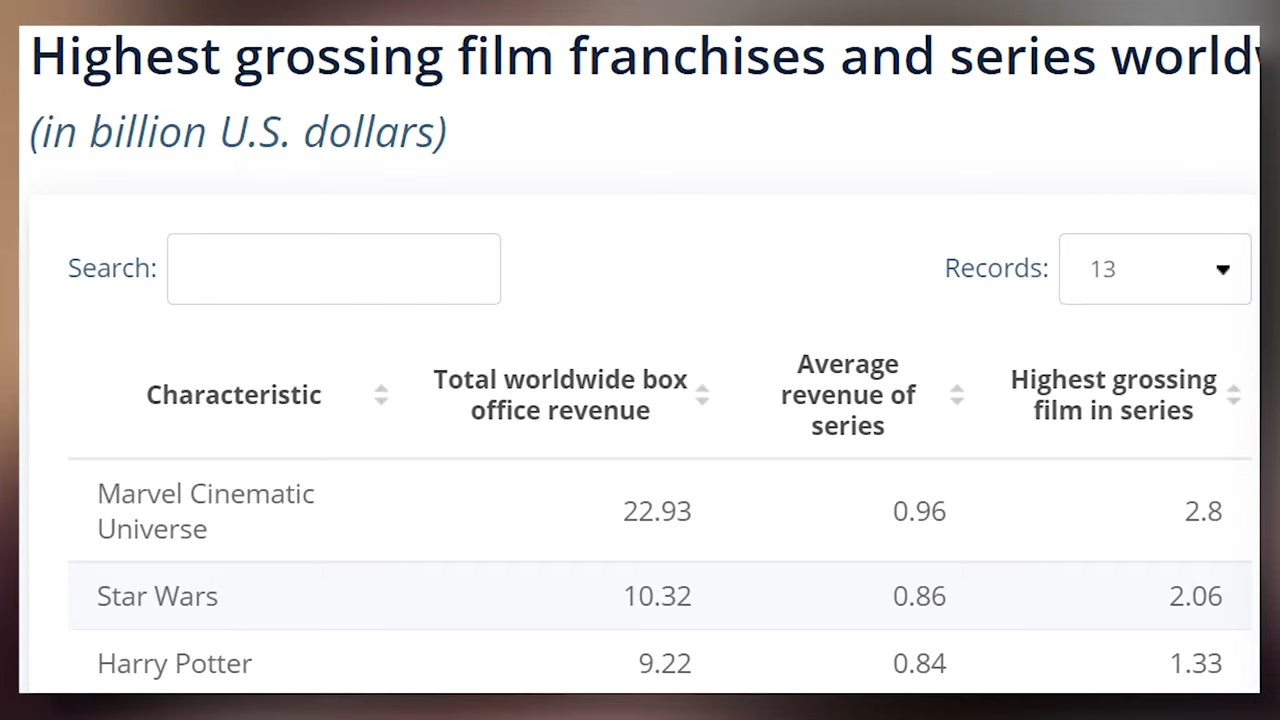 Highest grossing film franchises and series world
(in billion U.S. dollars)
Search:
Records: 13
Characteristic
Total worldwide box
office revenue
Average
revenue of
series
Highest grossing
film in series
Marvel Cinematic
Universe
22.93
0.96
2.8
Star Wars
10.32
0.86
2.06
Harry Potter
9.22
0.84
1.33